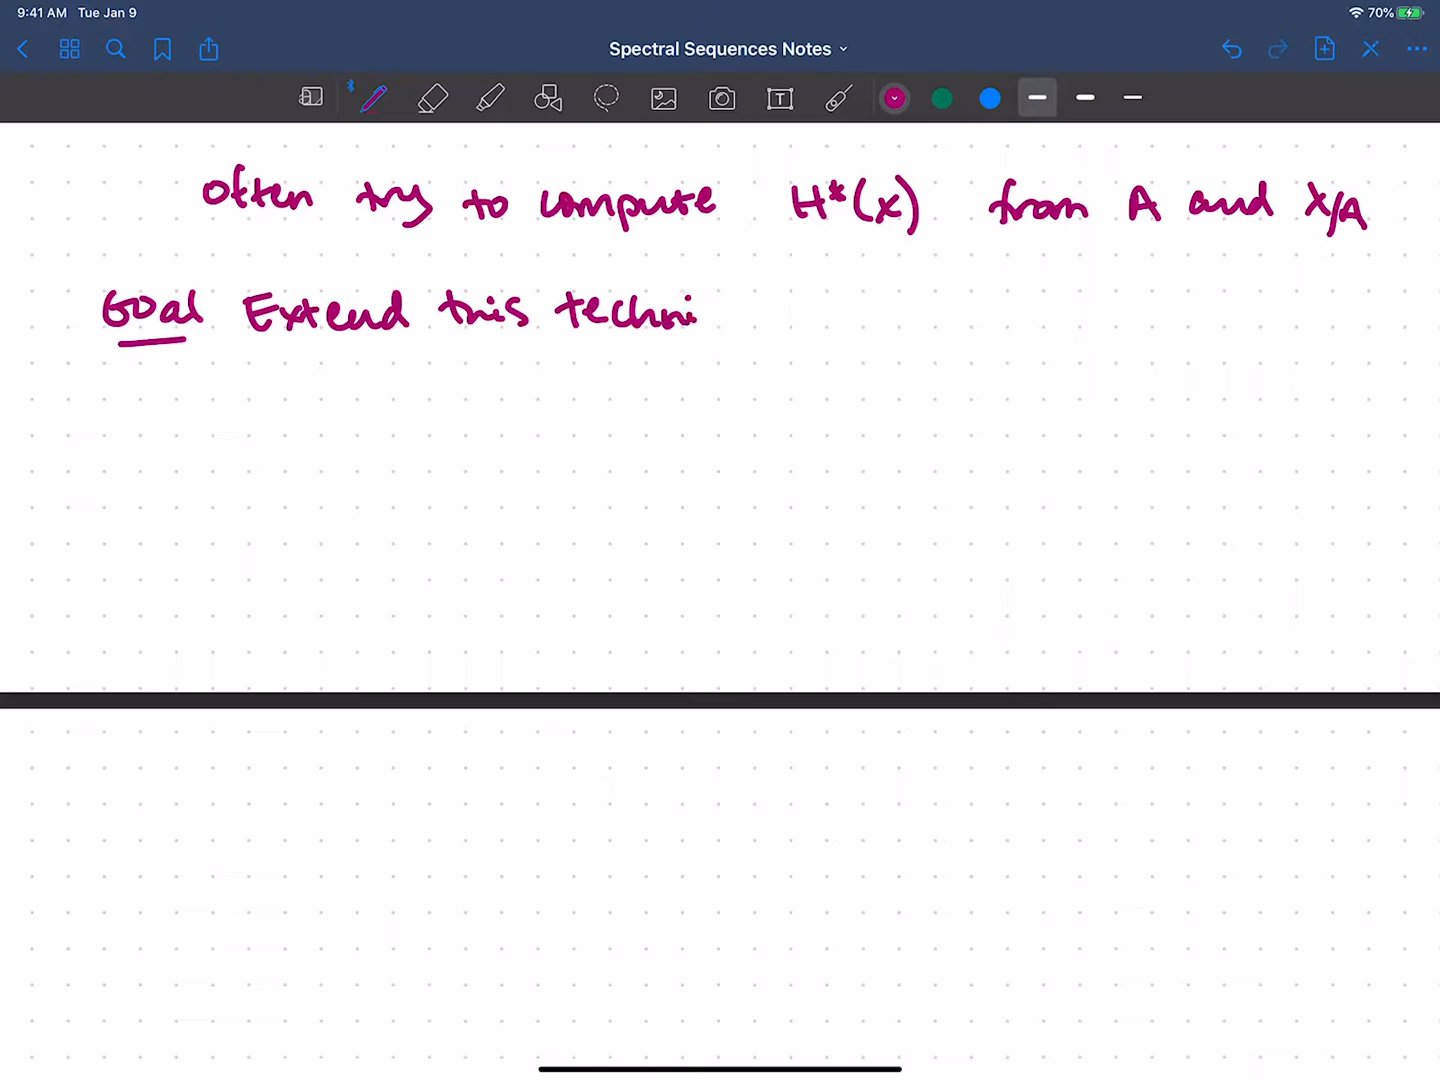 9:41 AM Tue Jan 9 70%
Spectral Sequences Notes
often try to compute H*(x) from A and X/A
Goal Extend this techni